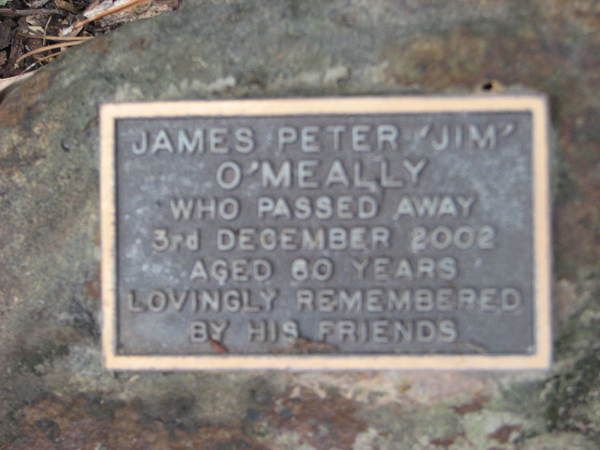 JAMES PETER 'JIM'
O'MEALLY
WHO PASSED AWAY
3rd DECEMBER 2002
AGED 60 YEARS
LOVINGLY REMEMBERED
BY HIS FRIENDS